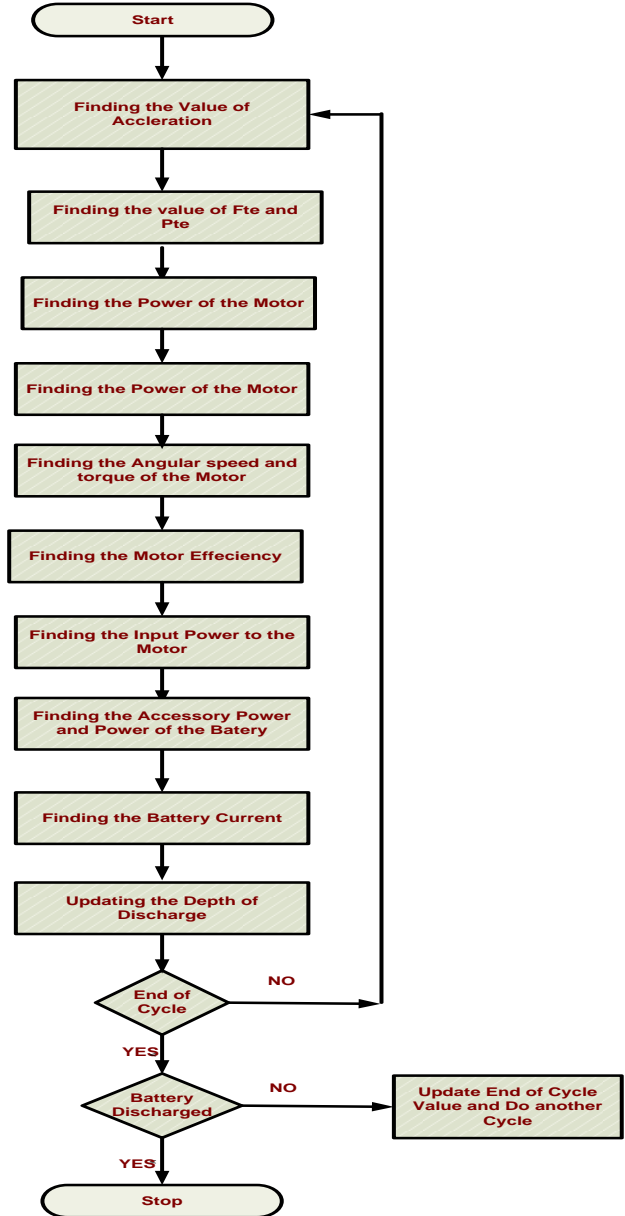 Start
Finding the Value of
Accleration
Finding the value of Fte and
Pte
Finding the Power of the Motor
Finding the Power of the Motor
Finding the Angular speed and
torque of the Motor
Finding the Motor Effeciency
Finding the Input Power to the
Motor
Finding the Accessory Power
and Power of the Batery
Finding the Battery Current
Updating the Depth of
Discharge
End of
Cycle
NO
YES
Battery
Discharged
NO
Update End of Cycle
Value and Do another
Cycle
YES
Stop